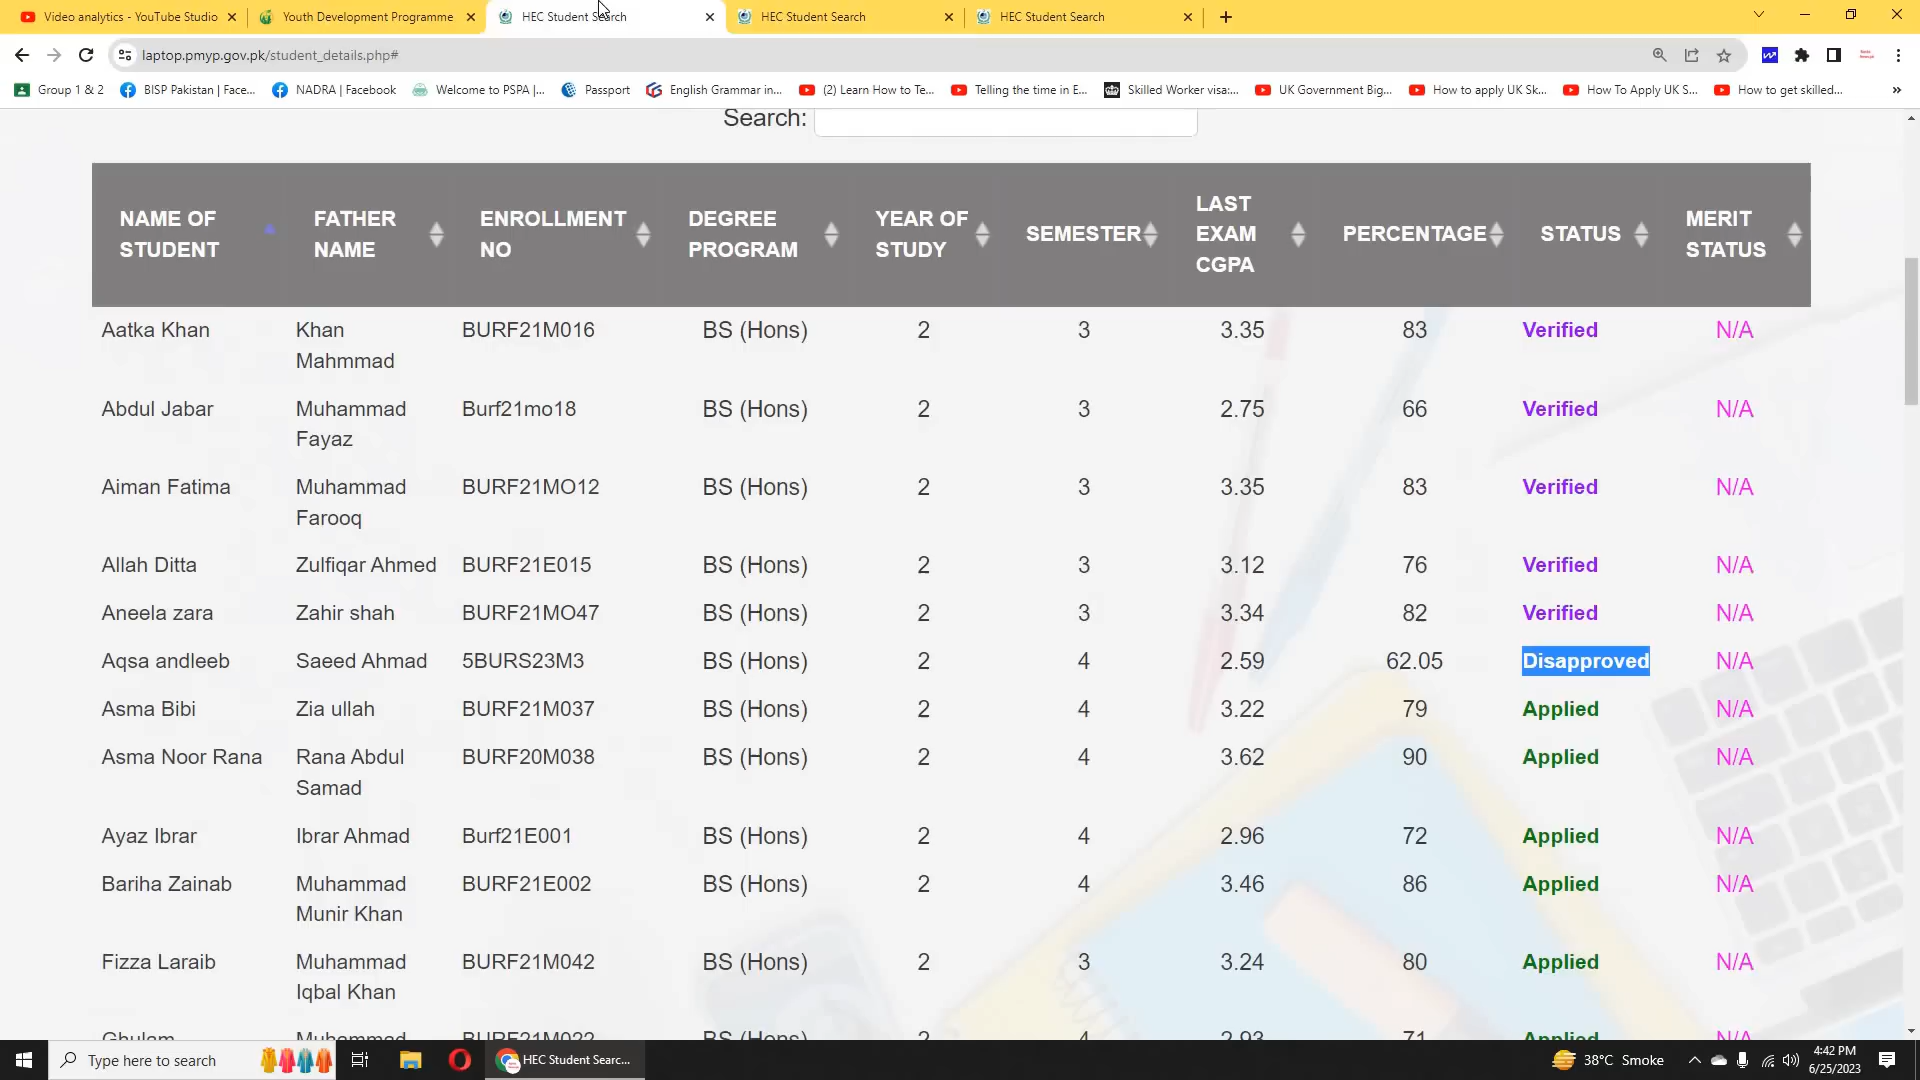 Video analytics - YouTube Studio
Youth Development Programme
HEC Student Search
HEC Student Search
HEC Student Search
laptop.pmyp.gov.pk/student_details.php#
Group 1 & 2
BISP Pakistan | Face...
NADRA | Facebook
Welcome to PSPA |...
Passport
English Grammar in...
(2) Learn How to Te...
Telling the time in E...
Skilled Worker visa:...
UK Government Big...
How to apply UK Sk...
How To Apply UK S...
How to get skilled...
Search:
NAME OF STUDENT FATHER NAME ENROLLMENT NO DEGREE PROGRAM YEAR OF STUDY SEMESTER LAST EXAM CGPA PERCENTAGE STATUS MERIT STATUS
Aatka Khan Khan Mahmmad BURF21M016 BS (Hons) 2 3 3.35 83 Verified N/A
Abdul Jabar Muhammad Fayaz Burf21mo18 BS (Hons) 2 3 2.75 66 Verified N/A
Aiman Fatima Muhammad Farooq BURF21MO12 BS (Hons) 2 3 3.35 83 Verified N/A
Allah Ditta Zulfiqar Ahmed BURF21E015 BS (Hons) 2 3 3.12 76 Verified N/A
Aneela zara Zahir shah BURF21MO47 BS (Hons) 2 3 3.34 82 Verified N/A
Aqsa andleeb Saeed Ahmad 5BURS23M3 BS (Hons) 2 4 2.59 62.05 Disapproved N/A
Asma Bibi Zia ullah BURF21M037 BS (Hons) 2 4 3.22 79 Applied N/A
Asma Noor Rana Rana Abdul Samad BURF20M038 BS (Hons) 2 4 3.62 90 Applied N/A
Ayaz Ibrar Ibrar Ahmad Burf21E001 BS (Hons) 2 4 2.96 72 Applied N/A
Bariha Zainab Muhammad Munir Khan BURF21E002 BS (Hons) 2 4 3.46 86 Applied N/A
Fizza Laraib Muhammad Iqbal Khan BURF21M042 BS (Hons) 2 3 3.24 80 Applied N/A
Ghulam Muhammad BURF21M022 BS (Hons) 2 4 2.93 71 Applied N/A
Type here to search
HEC Student Searc...
38°C Smoke
4:42 PM
6/25/2023